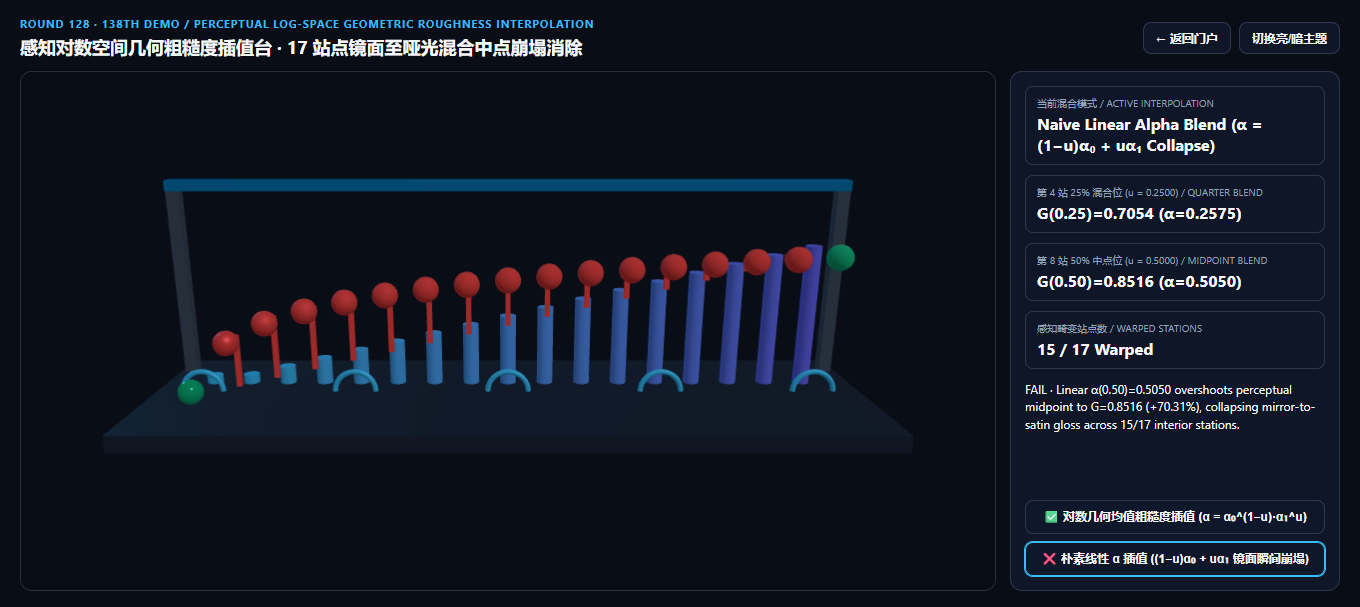 ROUND 128 · 138TH DEMO / PERCEPTUAL LOG-SPACE GEOMETRIC ROUGHNESS INTERPOLATION
感知对数空间几何粗糙度插值台 · 17 站点镜面至哑光混合中点崩塌消除
← 返回门户
切换亮/暗主题
当前混合模式 / ACTIVE INTERPOLATION
Naive Linear Alpha Blend (α =
(1−u)α₀ + uα₁ Collapse)
第 4 站 25% 混合位 (u = 0.2500) / QUARTER BLEND
G(0.25)=0.7054 (α=0.2575)
第 8 站 50% 中点位 (u = 0.5000) / MIDPOINT BLEND
G(0.50)=0.8516 (α=0.5050)
感知畸变站点数 / WARPED STATIONS
15 / 17 Warped
FAIL · Linear α(0.50)=0.5050 overshoots perceptual
midpoint to G=0.8516 (+70.31%), collapsing mirror-to-
satin gloss across 15/17 interior stations.
✅ 对数几何均值粗糙度插值 (α = α₀^(1−u)·α₁^u)
❌ 朴素线性 α 插值 ((1−u)α₀ + uα₁ 镜面瞬间崩塌)